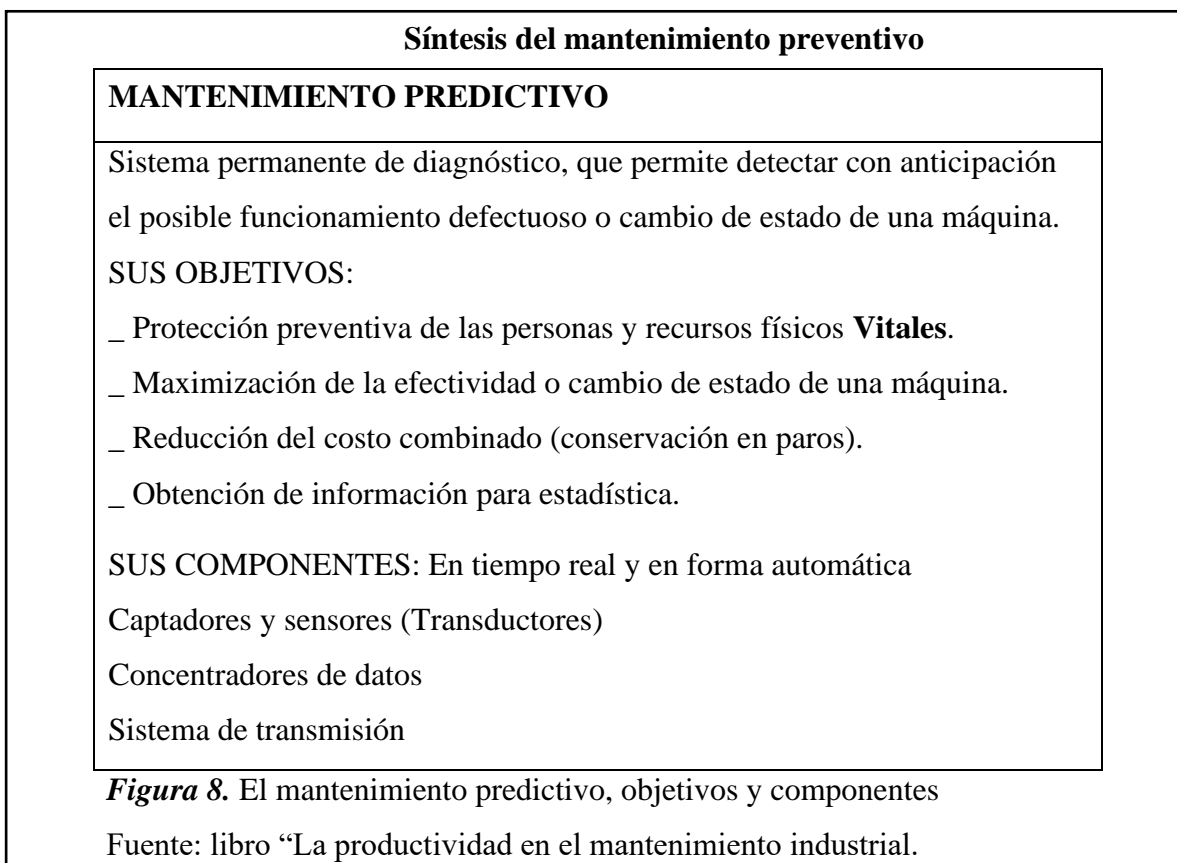 Síntesis del mantenimiento preventivo
MANTENIMIENTO PREDICTIVO
Sistema permanente de diagnóstico, que permite detectar con anticipación
el posible funcionamiento defectuoso o cambio de estado de una máquina.
SUS OBJETIVOS:
_ Protección preventiva de las personas y recursos físicos Vitales.
_ Maximización de la efectividad o cambio de estado de una máquina.
_ Reducción del costo combinado (conservación en paros).
_ Obtención de información para estadística.
SUS COMPONENTES: En tiempo real y en forma automática
Captadores y sensores (Transductores)
Concentradores de datos
Sistema de transmisión
Figura 8. El mantenimiento predictivo, objetivos y componentes
Fuente: libro “La productividad en el mantenimiento industrial.